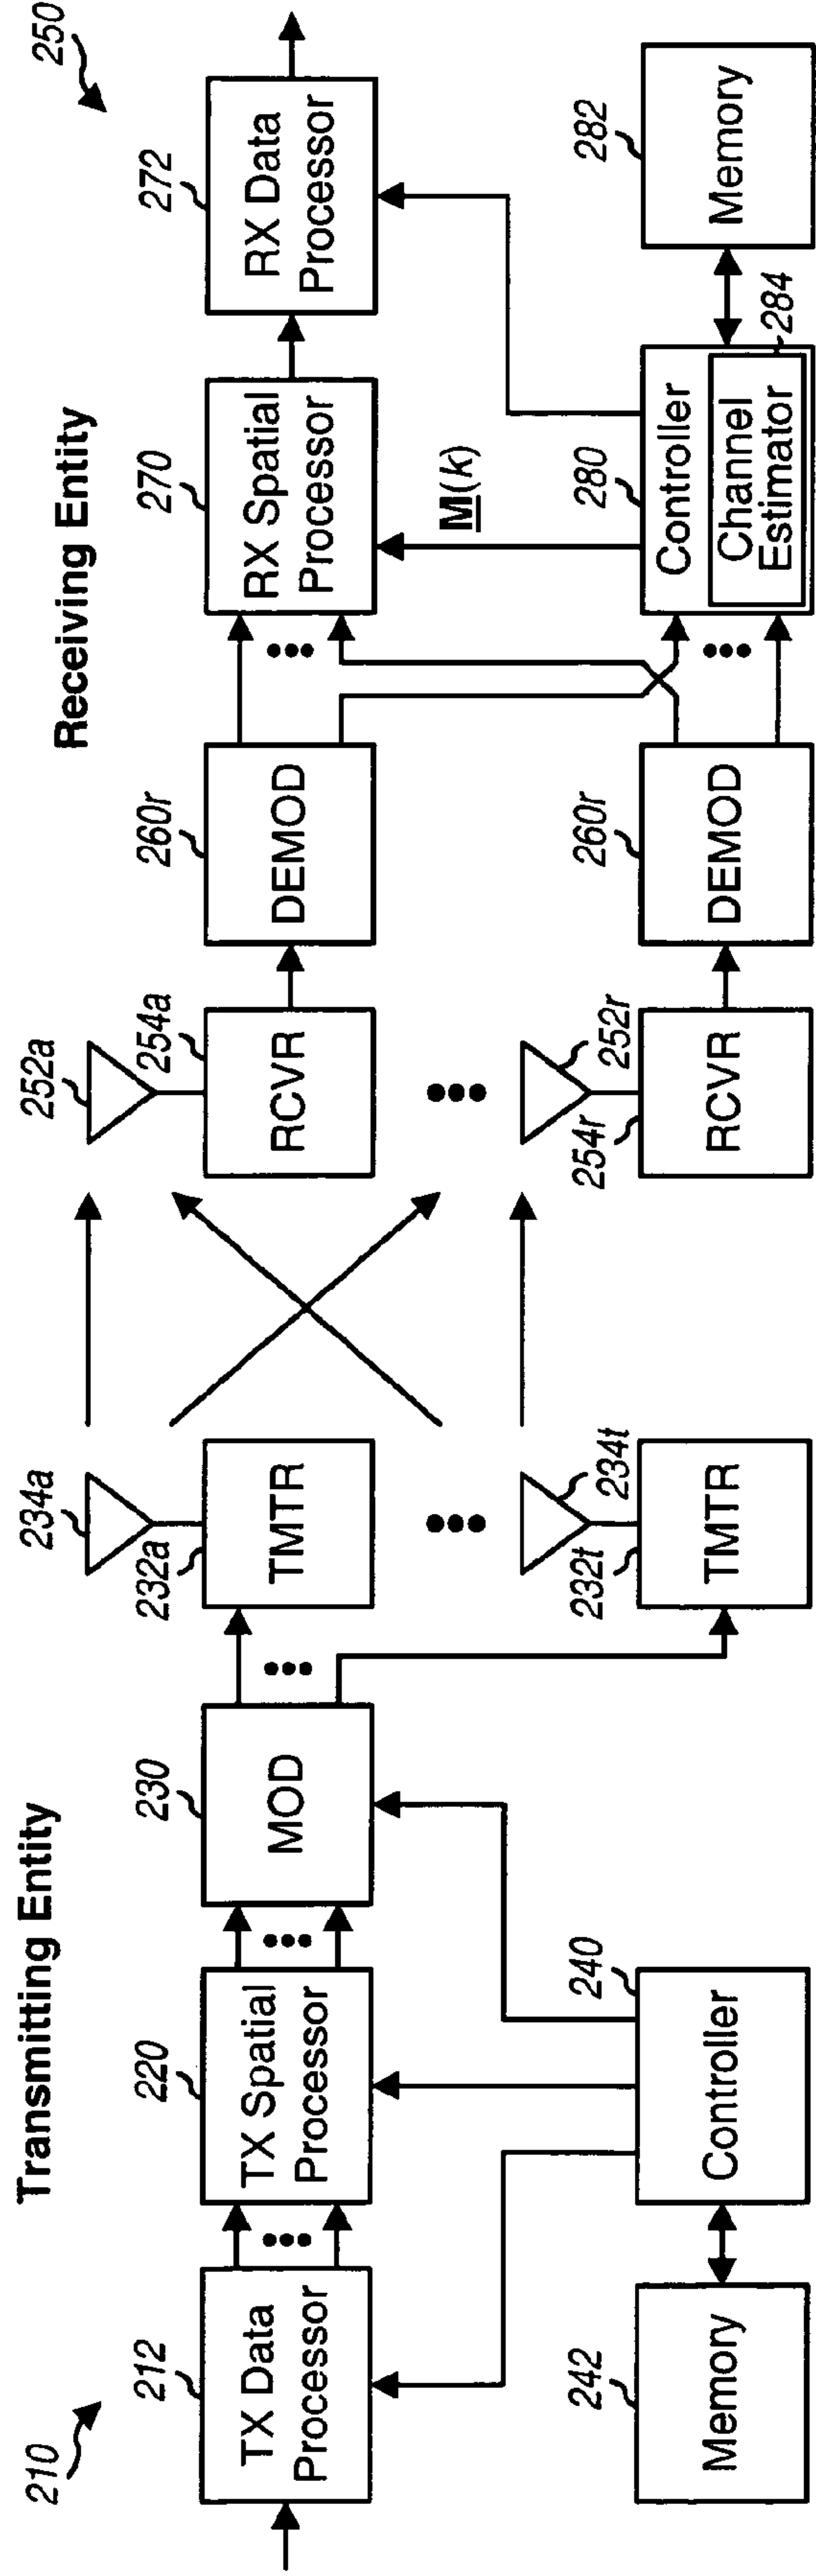 Transmitting Entity
Receiving Entity
210
212
TX Data
Processor
220
TX Spatial
Processor
230
MOD
232a
TMTR
234a
232t
TMTR
234t
240
Controller
242
Memory
250
252a
254a
RCVR
252r
254r
RCVR
260r
DEMOD
260r
DEMOD
270
RX Spatial
Processor
272
RX Data
Processor
M(k)
280
Controller
Channel
Estimator
284
282
Memory